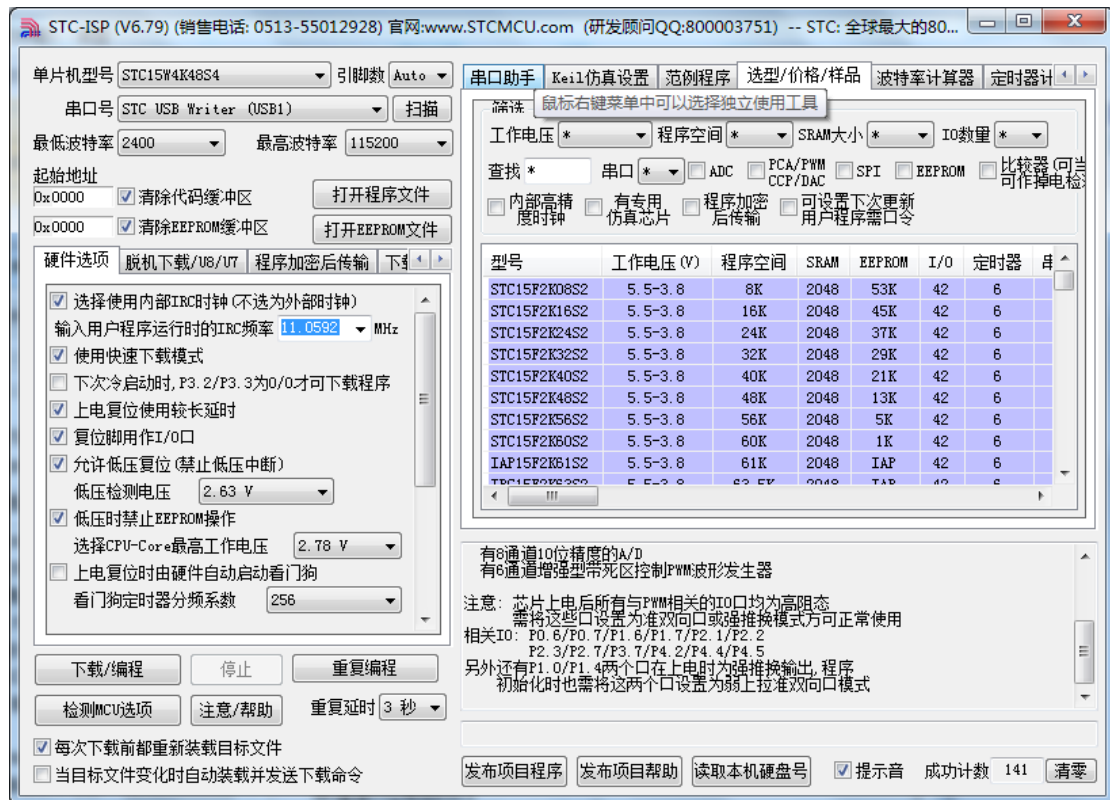 STC-ISP (V6.79) (销售电话: 0513-55012928) 官网:www.STCMCU.com (研发顾问QQ:800003751) -- STC: 全球最大的80...
单片机型号 STC15W4K48S4 引脚数 Auto
串口号 STC USB Writer (USB1) 扫描
最低波特率 2400 最高波特率 115200
起始地址
0x0000 清除代码缓冲区 打开程序文件
0x0000 清除EEPROM缓冲区 打开EEPROM文件
硬件选项 脱机下载/U8/U7 程序加密后传输
选择使用内部IRC时钟(不选为外部时钟)
输入用户程序运行时的IRC频率 11.0592 MHz
使用快速下载模式
下次冷启动时,P3.2/P3.3为0/0才可下载程序
上电复位使用较长延时
复位脚用作I/O口
允许低压复位(禁止低压中断)
低压检测电压 2.63 V
低压时禁止EEPROM操作
选择CPU-Core最高工作电压 2.78 V
上电复位时由硬件自动启动看门狗
看门狗定时器分频系数 256
下载/编程 停止 重复编程
检测MCU选项 注意/帮助 重复延时 3 秒
每次下载前都重新装载目标文件
当目标文件变化时自动装载并发送下载命令
串口助手 Keil仿真设置 范例程序 选型/价格/样品 波特率计算器 定时器计
鼠标右键菜单中可以选择独立使用工具
筛选
工作电压 * 程序空间 * SRAM大小 * IO数量 *
查找 * 串口 * ADC PCA/PWM CCP/DAC SPI EEPROM 比较器(可当 可作掉电检
内部高精度时钟 有专用仿真芯片 程序加密后传输 可设置下次更新用户程序需口令
型号 工作电压(V) 程序空间 SRAM EEPROM I/O 定时器
STC15F2K08S2 5.5-3.8 8K 2048 53K 42 6
STC15F2K16S2 5.5-3.8 16K 2048 45K 42 6
STC15F2K24S2 5.5-3.8 24K 2048 37K 42 6
STC15F2K32S2 5.5-3.8 32K 2048 29K 42 6
STC15F2K40S2 5.5-3.8 40K 2048 21K 42 6
STC15F2K48S2 5.5-3.8 48K 2048 13K 42 6
STC15F2K56S2 5.5-3.8 56K 2048 5K 42 6
STC15F2K60S2 5.5-3.8 60K 2048 1K 42 6
IAP15F2K61S2 5.5-3.8 61K 2048 IAP 42 6
有8通道10位精度的A/D
有6通道增强型带死区控制PWM波形发生器
注意: 芯片上电后所有与PWM相关的IO口均为高阻态
需将这些口设置为准双向口或强推挽模式方可正常使用
相关IO: P0.6/P0.7/P1.6/P1.7/P2.1/P2.2
P2.3/P2.7/P3.7/P4.2/P4.4/P4.5
另外还有P1.0/P1.4两个口在上电时为强推挽输出,程序
初始化时也需将这两个口设置为弱上拉准双向口模式
发布项目程序 发布项目帮助 读取本机硬盘号 提示音 成功计数 141 清零